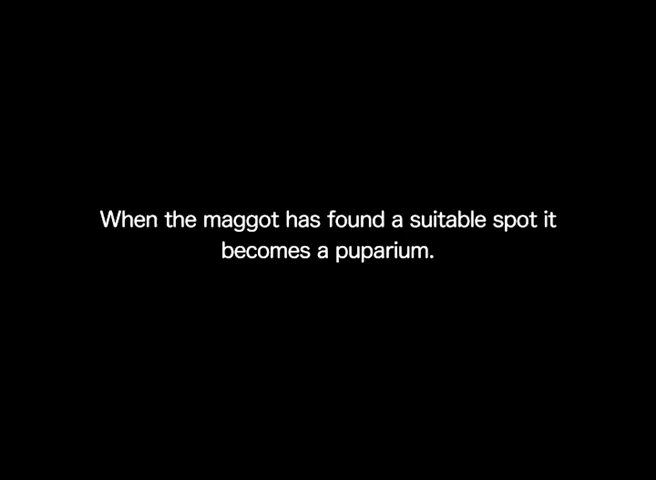 When the maggot has found a suitable spot it
becomes a puparium.